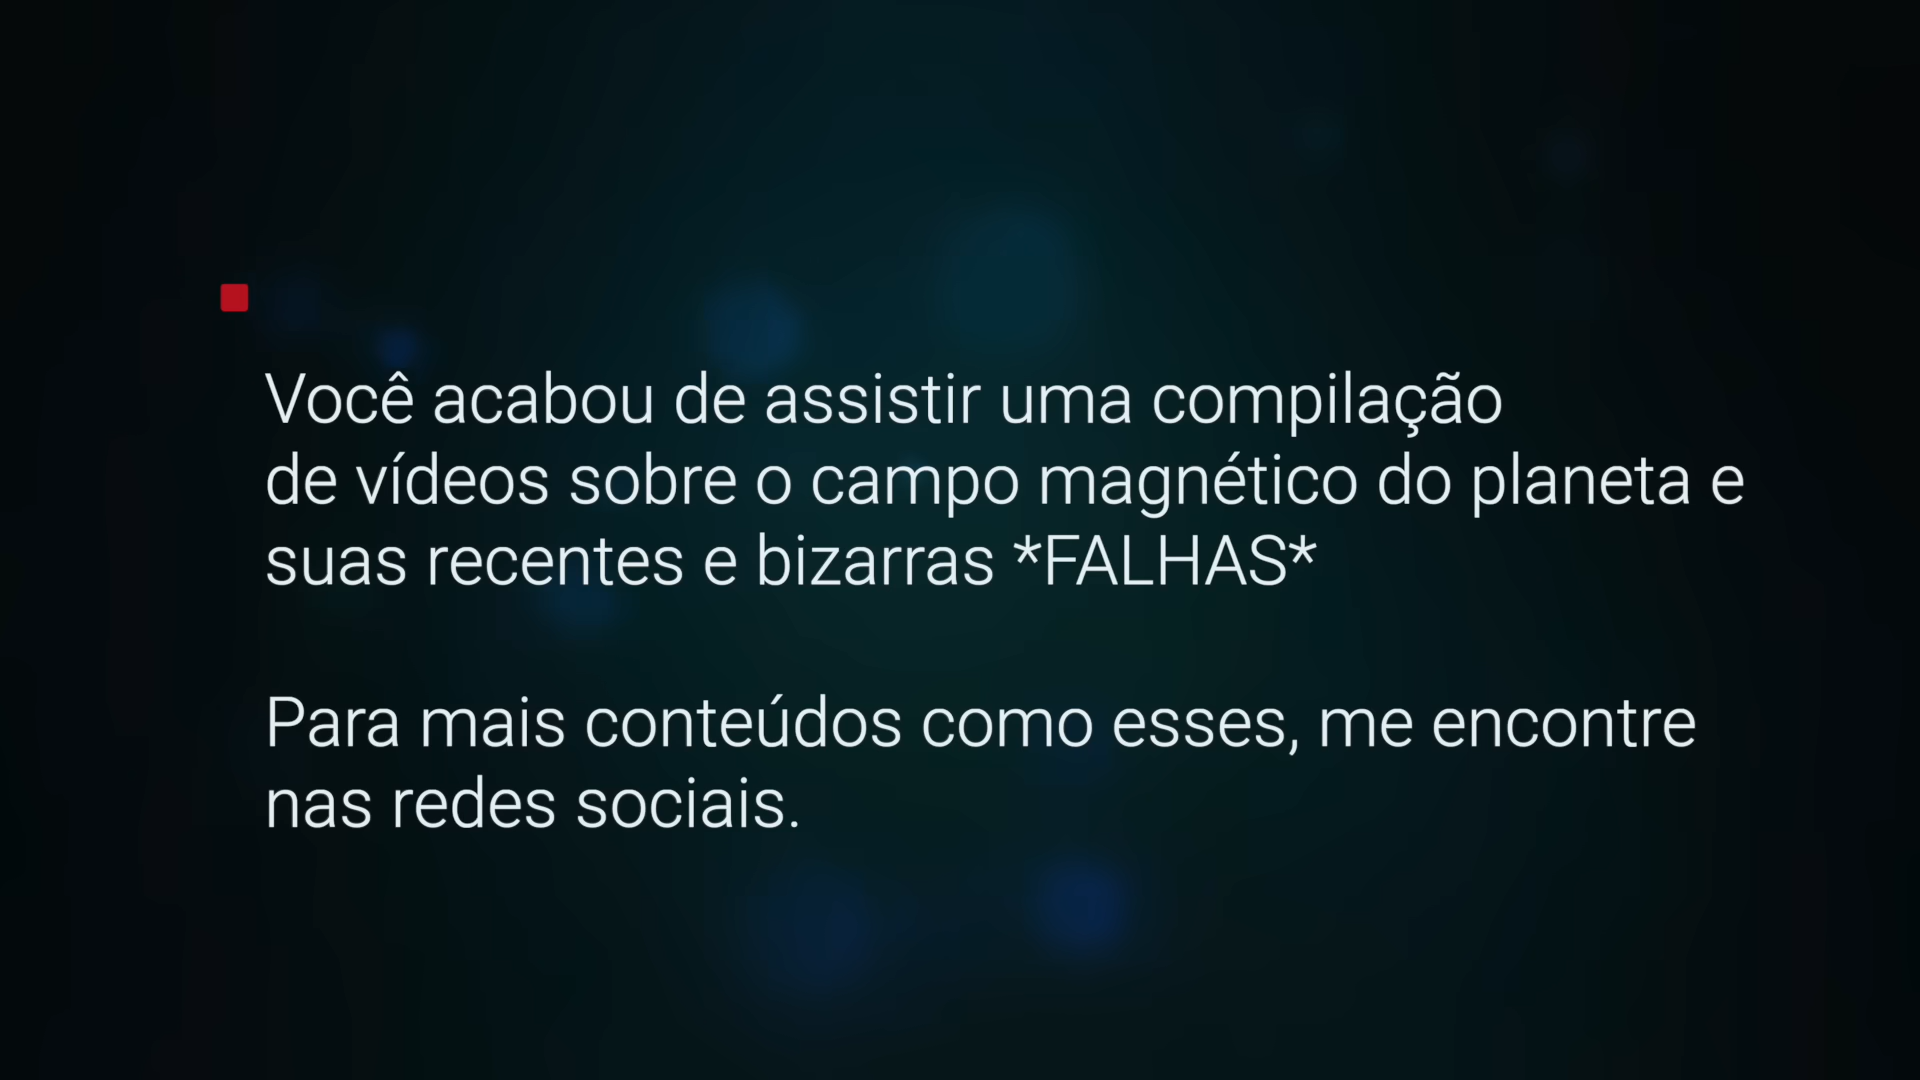 Você acabou de assistir uma compilação
de vídeos sobre o campo magnético do planeta e
suas recentes e bizarras *FALHAS*
Para mais conteúdos como esses, me encontre
nas redes sociais.